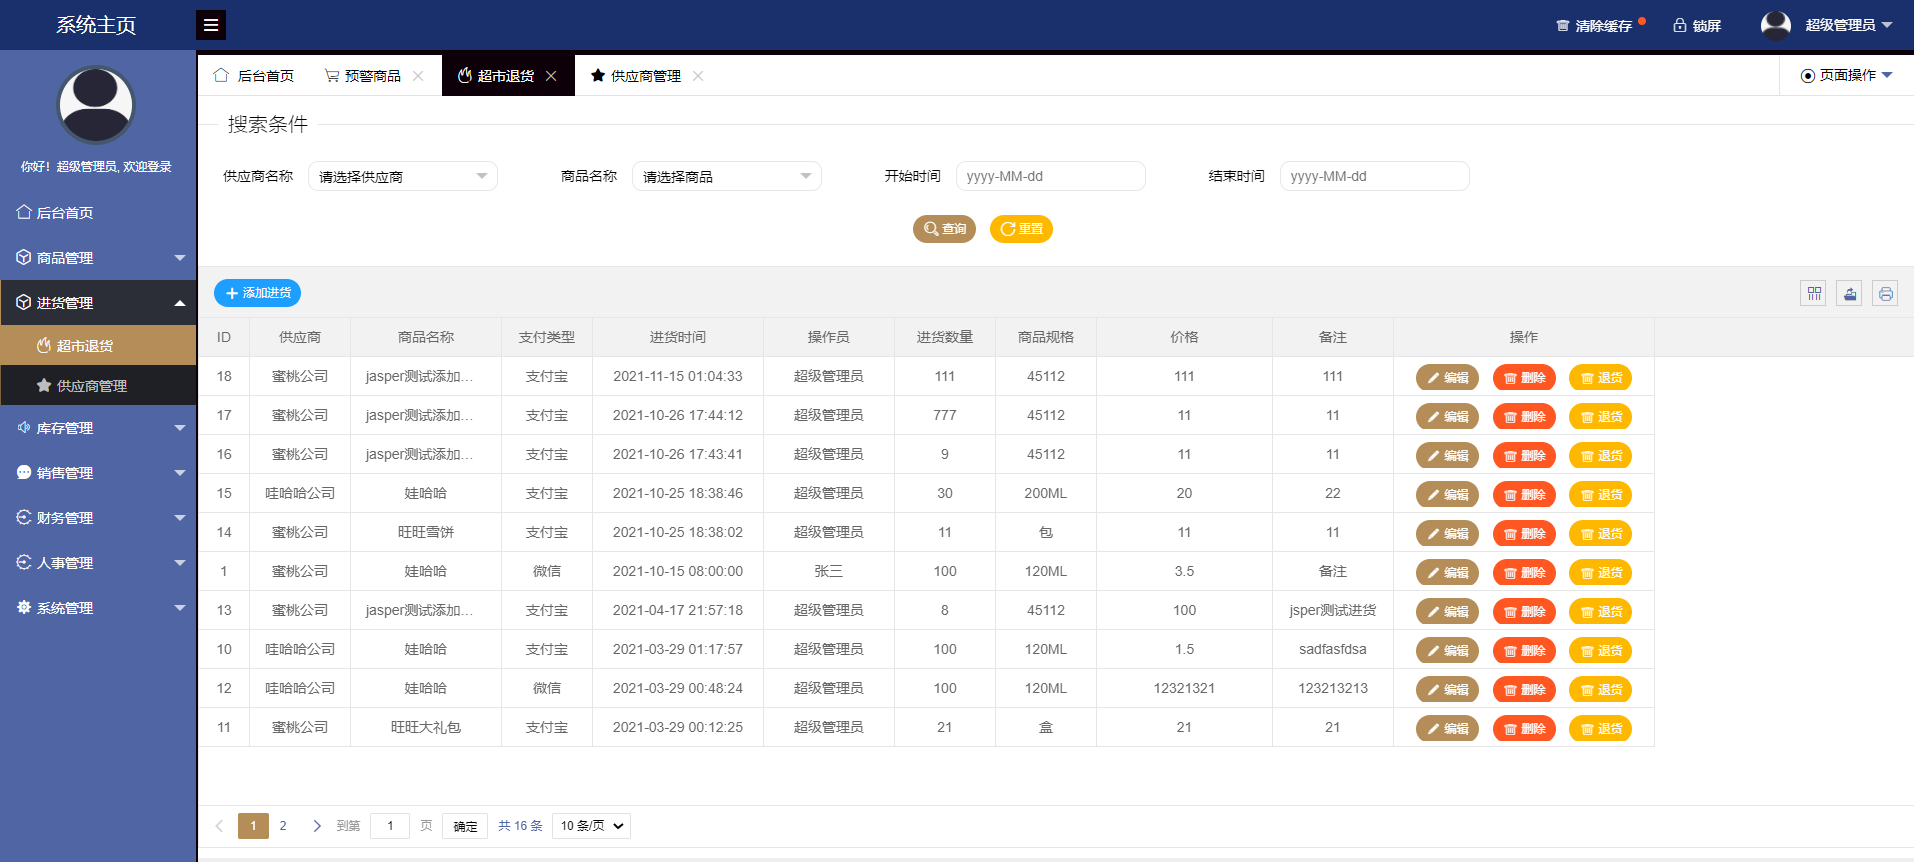 系统主页
清除缓存
锁屏
超级管理员
你好！超级管理员, 欢迎登录
后台首页
商品管理
进货管理
超市退货
供应商管理
库存管理
销售管理
财务管理
人事管理
系统管理
后台首页 预警商品 超市退货 供应商管理 页面操作
搜索条件
供应商名称 请选择供应商 商品名称 请选择商品 开始时间 yyyy-MM-dd 结束时间 yyyy-MM-dd
查询 重置
添加进货
ID 供应商 商品名称 支付类型 进货时间 操作员 进货数量 商品规格 价格 备注 操作
18 蜜桃公司 jasper测试添加... 支付宝 2021-11-15 01:04:33 超级管理员 111 45112 111 111 编辑 删除 退货
17 蜜桃公司 jasper测试添加... 支付宝 2021-10-26 17:44:12 超级管理员 777 45112 11 11 编辑 删除 退货
16 蜜桃公司 jasper测试添加... 支付宝 2021-10-26 17:43:41 超级管理员 9 45112 11 11 编辑 删除 退货
15 哇哈哈公司 娃哈哈 支付宝 2021-10-25 18:38:46 超级管理员 30 200ML 20 22 编辑 删除 退货
14 蜜桃公司 旺旺雪饼 支付宝 2021-10-25 18:38:02 超级管理员 11 包 11 11 编辑 删除 退货
1 蜜桃公司 娃哈哈 微信 2021-10-15 08:00:00 张三 100 120ML 3.5 备注 编辑 删除 退货
13 蜜桃公司 jasper测试添加... 支付宝 2021-04-17 21:57:18 超级管理员 8 45112 100 jsper测试进货 编辑 删除 退货
10 哇哈哈公司 娃哈哈 支付宝 2021-03-29 01:17:57 超级管理员 100 120ML 1.5 sadfasfdsa 编辑 删除 退货
12 哇哈哈公司 娃哈哈 微信 2021-03-29 00:48:24 超级管理员 100 120ML 12321321 123213213 编辑 删除 退货
11 蜜桃公司 旺旺大礼包 支付宝 2021-03-29 00:12:25 超级管理员 21 盒 21 21 编辑 删除 退货
1 2 到第 1 页 确定 共 16 条 10 条/页